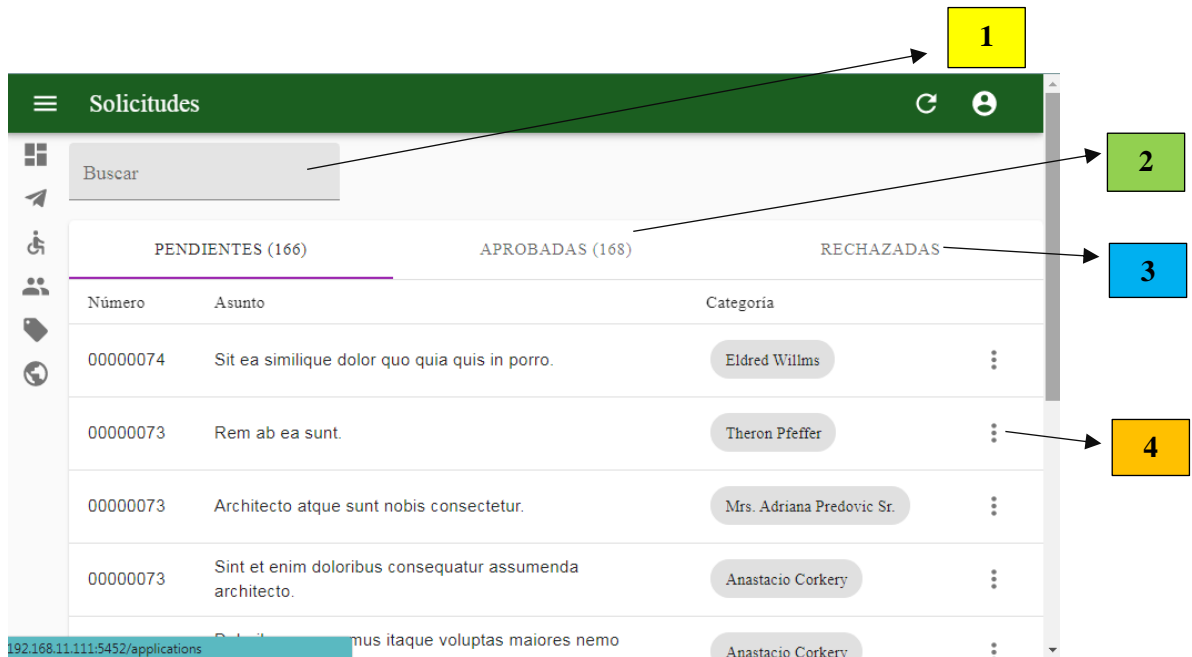 1
Solicitudes
Buscar
2
PENDIENTES (166) APROBADAS (168) RECHAZADAS
3
Número Asunto Categoria
00000074 Sit ea similique dolor quo quia quis in porro. Eldred Willms
00000073 Rem ab ea sunt. Theron Pfeffer
4
00000073 Architecto atque sunt nobis consectetur. Mrs. Adriana Predovic Sr.
00000073 Sint et enim doloribus consequatur assumenda
architecto. Anastacio Corkery
itaque voluptas maiores nemo
Anastacio Corkery
192.168.11.111:5452/applications